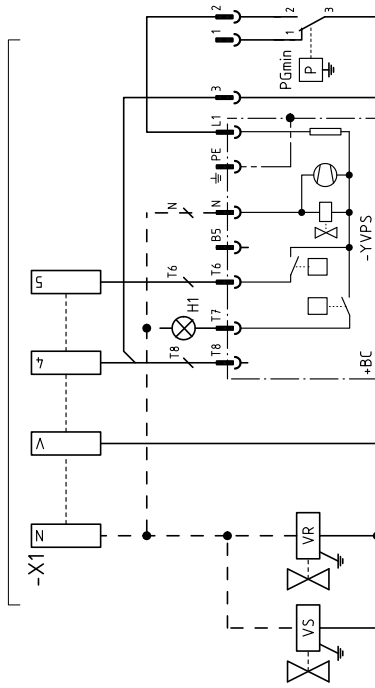 2
1
3
L1
PE
N
B5
T6
T7
T8
2
1
3
PGmin
P
N
T6
H1
T8
5
4
V
N
-X1
-YVPS
+BC
VR
VS